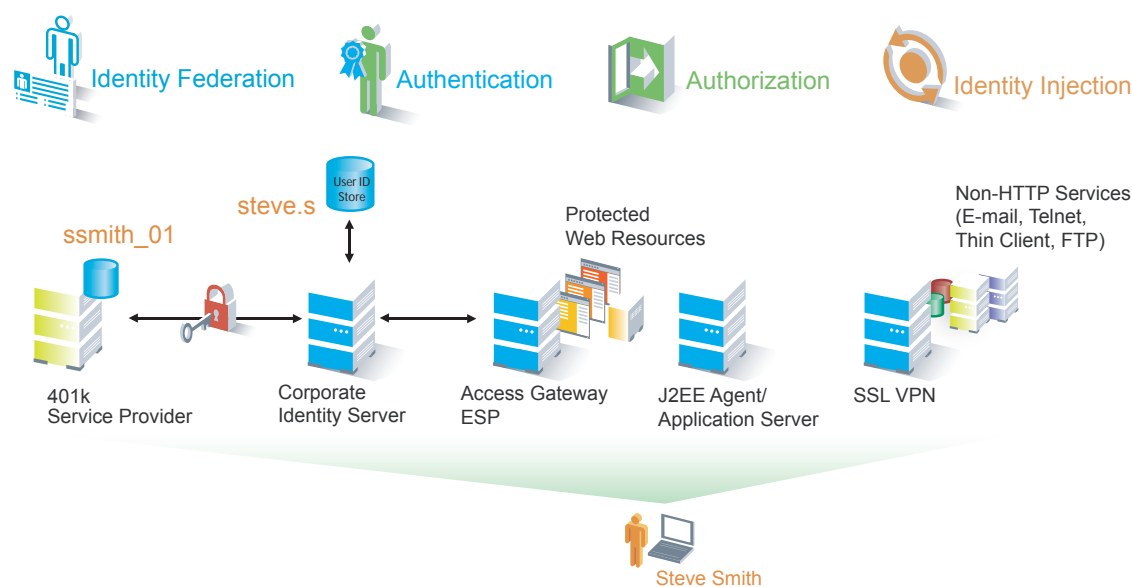 Identity Federation
Authentication
Authorization
Identity Injection
User ID
Store
steve.s
ssmith_01
Protected
Web Resources
Non-HTTP Services
(E-mail, Telnet,
Thin Client, FTP)
401k
Service Provider
Corporate
Identity Server
Access Gateway
ESP
J2EE Agent/
Application Server
SSL VPN
Steve Smith